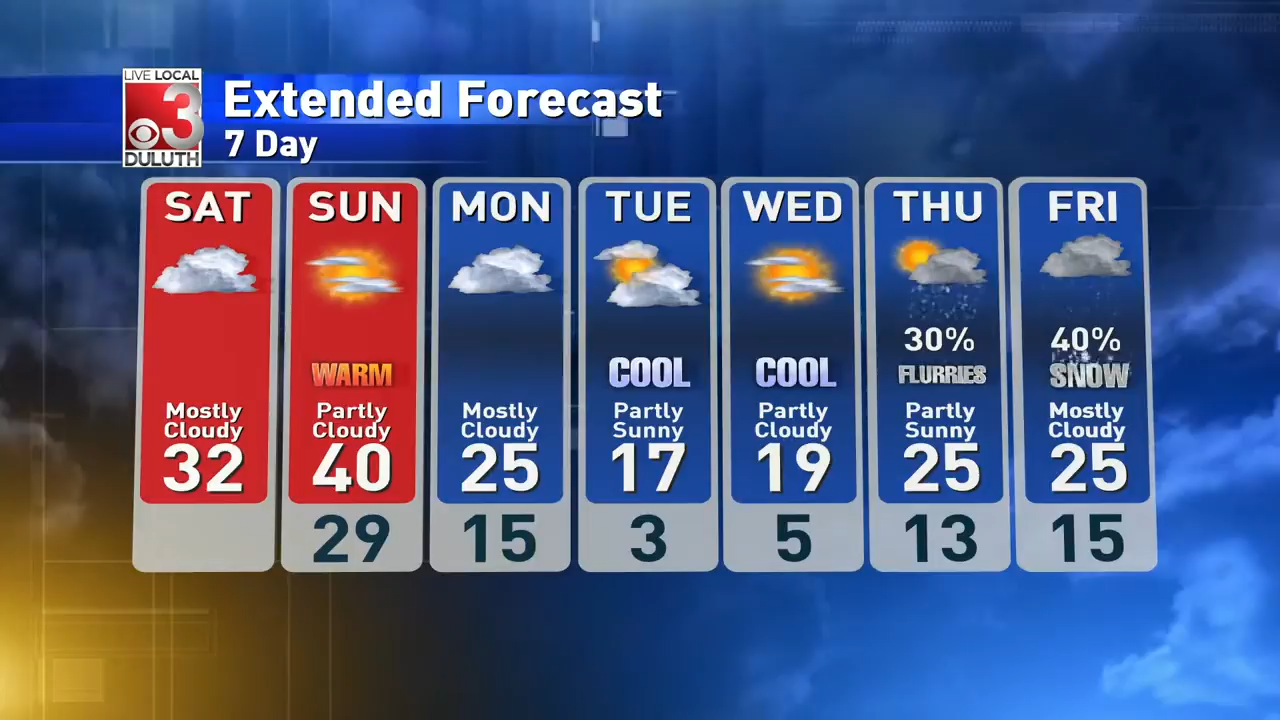 LIVE LOCAL
3
DULUTH
Extended Forecast
7 Day
SAT
Mostly
Cloudy
32
SUN
WARM
Partly
Cloudy
40
29
MON
Mostly
Cloudy
25
15
TUE
COOL
Partly
Sunny
17
3
WED
COOL
Partly
Cloudy
19
5
THU
30%
FLURRIES
Partly
Sunny
25
13
FRI
40%
SNOW
Mostly
Cloudy
25
15